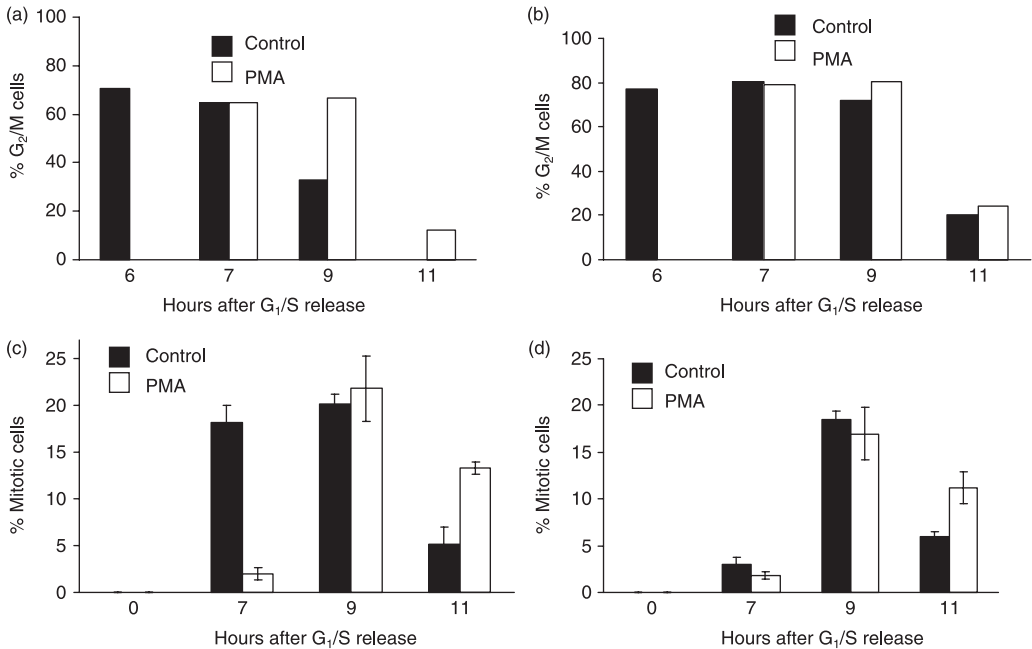 (a)
100
80
60
40
20
0
% G₂/M cells
Control
PMA
6 7 9 11
Hours after G₁/S release
(b)
100
80
60
40
20
0
% G₂/M cells
Control
PMA
6 7 9 11
Hours after G₁/S release
(c)
25
20
15
10
5
0
% Mitotic cells
Control
PMA
0 7 9 11
Hours after G₁/S release
(d)
25
20
15
10
5
0
% Mitotic cells
Control
PMA
0 7 9 11
Hours after G₁/S release